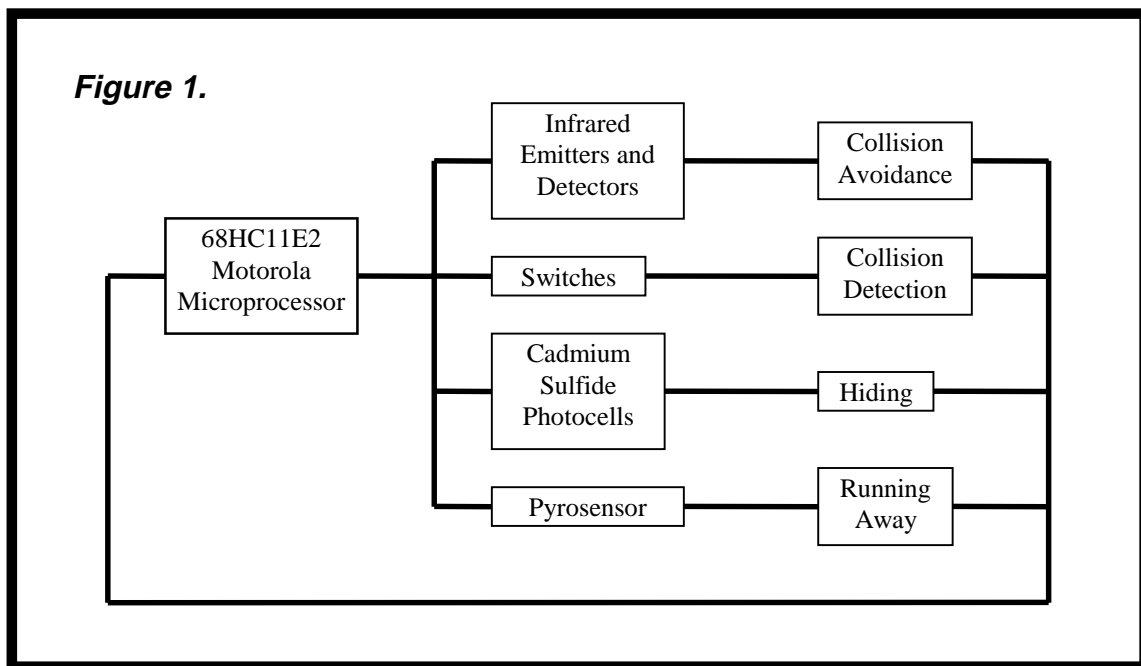 Figure 1.
Infrared
Emitters and
Detectors
Collision
Avoidance
68HC11E2
Motorola
Microprocessor
Switches
Collision
Detection
Cadmium
Sulfide
Photocells
Hiding
Pyrosensor
Running
Away